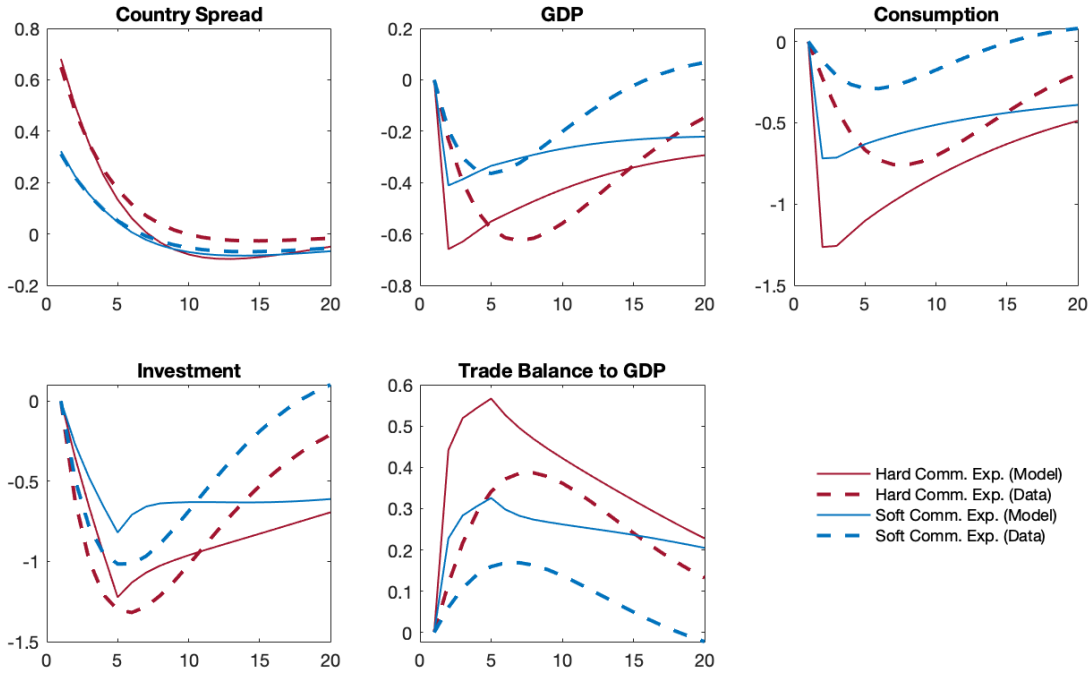 Country Spread
0.8
0.6
0.4
0.2
0
-0.2
0 5 10 15 20
GDP
0.2
0
-0.2
-0.4
-0.6
-0.8
0 5 10 15 20
Consumption
0
-0.5
-1
-1.5
0 5 10 15 20
Investment
0
-0.5
-1
-1.5
0 5 10 15 20
Trade Balance to GDP
0.6
0.5
0.4
0.3
0.2
0.1
0
0 5 10 15 20
Hard Comm. Exp. (Model)
Hard Comm. Exp. (Data)
Soft Comm. Exp. (Model)
Soft Comm. Exp. (Data)